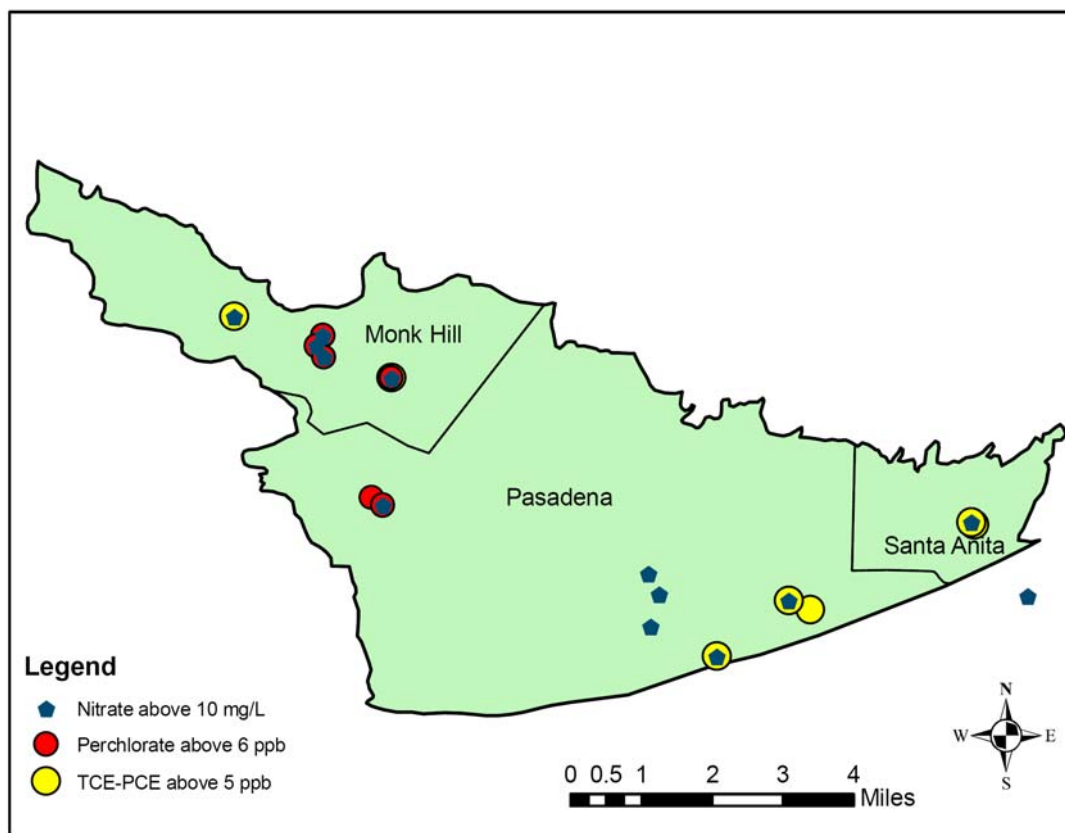 Monk Hill
Pasadena
Santa Anita
Legend
Nitrate above 10 mg/L
Perchlorate above 6 ppb
TCE-PCE above 5 ppb
N
W E
S
0 0.5 1 2 3 4
Miles